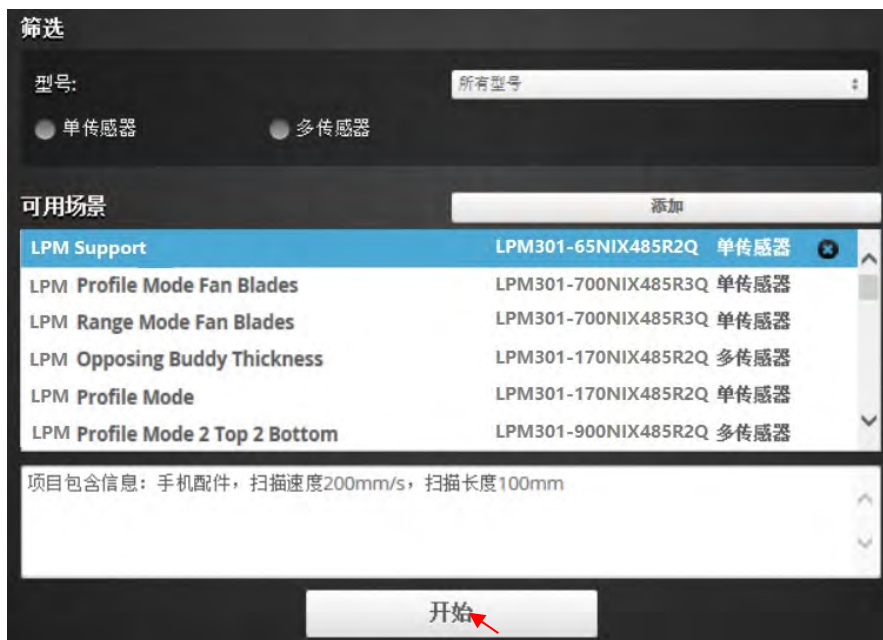 筛选
型号: 所有型号
单传感器 多传感器
可用场景 添加
LPM Support LPM301-65NIX485R2Q 单传感器
LPM Profile Mode Fan Blades LPM301-700NIX485R3Q 单传感器
LPM Range Mode Fan Blades LPM301-700NIX485R3Q 单传感器
LPM Opposing Buddy Thickness LPM301-170NIX485R2Q 多传感器
LPM Profile Mode LPM301-170NIX485R2Q 单传感器
LPM Profile Mode 2 Top 2 Bottom LPM301-900NIX485R2Q 多传感器
项目包含信息：手机配件，扫描速度200mm/s，扫描长度100mm
开始